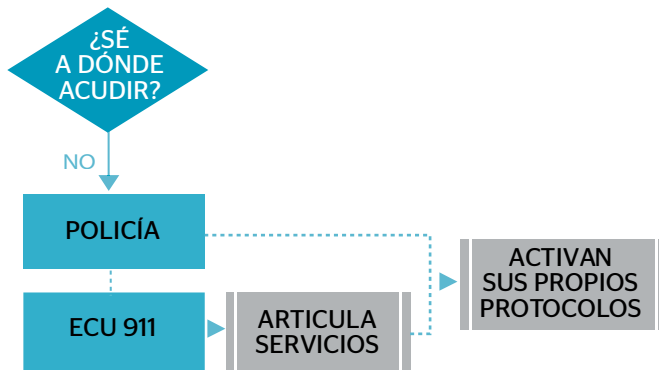 ¿SÉ
A DÓNDE
ACUDIR?
NO
POLICÍA
ECU 911
ARTICULA
SERVICIOS
ACTIVAN
SUS PROPIOS
PROTOCOLOS